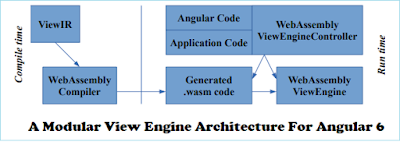 Compile time
ViewIR
WebAssembly
Compiler
Angular Code
Application Code
WebAssembly
ViewEngineController
Generated
.wasm code
WebAssembly
ViewEngine
Run time
A Modular View Engine Architecture For Angular 6